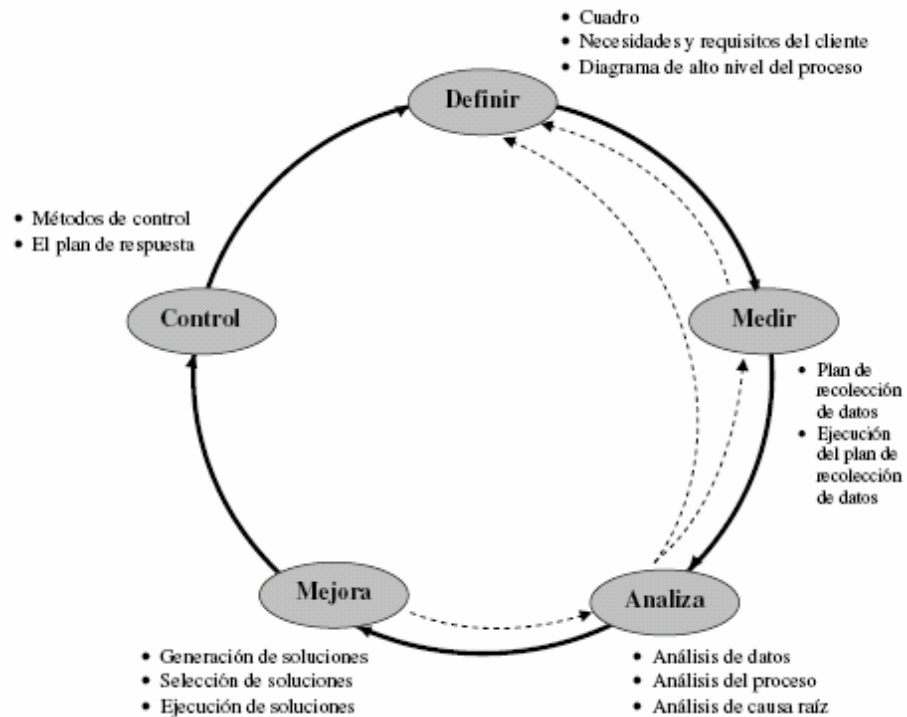 • Cuadro
• Necesidades y requisitos del cliente
• Diagrama de alto nivel del proceso
Definir
• Métodos de control
• El plan de respuesta
Control
Medir
• Plan de
recolección
de datos
• Ejecución
del plan de
recolección
de datos
Mejora
Analiza
• Generación de soluciones
• Selección de soluciones
• Ejecución de soluciones
• Análisis de datos
• Análisis del proceso
• Análisis de causa raíz